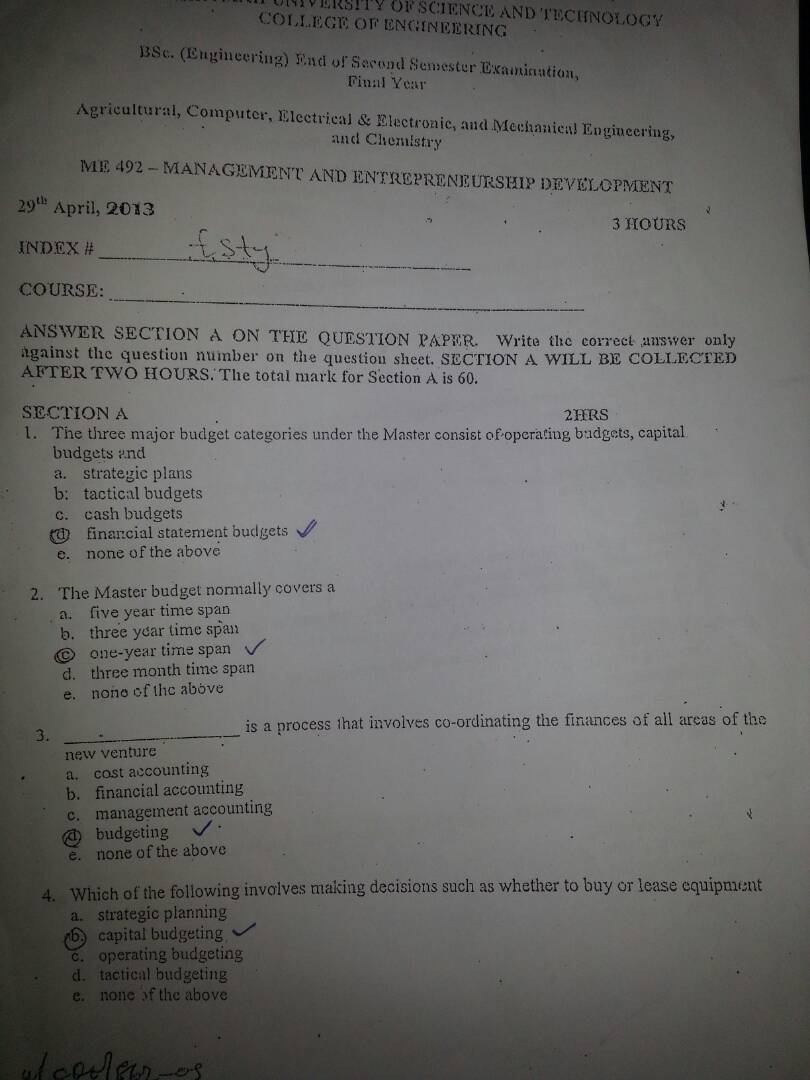 UNIVERSITY OF SCIENCE AND TECHNOLOGY
COLLEGE OF ENGINEERING
BSc. (Engineering) End of Second Semester Examination,
Final Year
Agricultural, Computer, Electrical & Electronic, and Mechanical Engineering,
and Chemistry
ME 492 – MANAGEMENT AND ENTREPRENEURSHIP DEVELOPMENT
29th April, 2013
3 HOURS
INDEX #
COURSE:
ANSWER SECTION A ON THE QUESTION PAPER. Write the correct answer only
against the question number on the question sheet. SECTION A WILL BE COLLECTED
AFTER TWO HOURS. The total mark for Section A is 60.
SECTION A 2HRS
1. The three major budget categories under the Master consist of operating budgets, capital
budgets and
a. strategic plans
b. tactical budgets
c. cash budgets
d financial statement budgets ✓
e. none of the above
2. The Master budget normally covers a
a. five year time span
b. three year time span
c one-year time span ✓
d. three month time span
e. none of the above
3. ____________ is a process that involves co-ordinating the finances of all areas of the
new venture
a. cost accounting
b. financial accounting
c. management accounting
d budgeting ✓
e. none of the above
4. Which of the following involves making decisions such as whether to buy or lease equipment
a. strategic planning
b. capital budgeting ✓
c. operating budgeting
d. tactical budgeting
e. none of the above